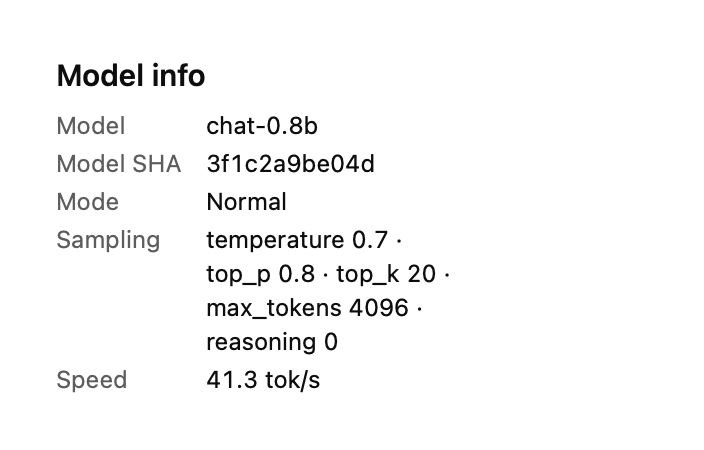 Model info
Model chat-0.8b
Model SHA 3f1c2a9be04d
Mode Normal
Sampling temperature 0.7 ·
top_p 0.8 · top_k 20 ·
max_tokens 4096 ·
reasoning 0
Speed 41.3 tok/s